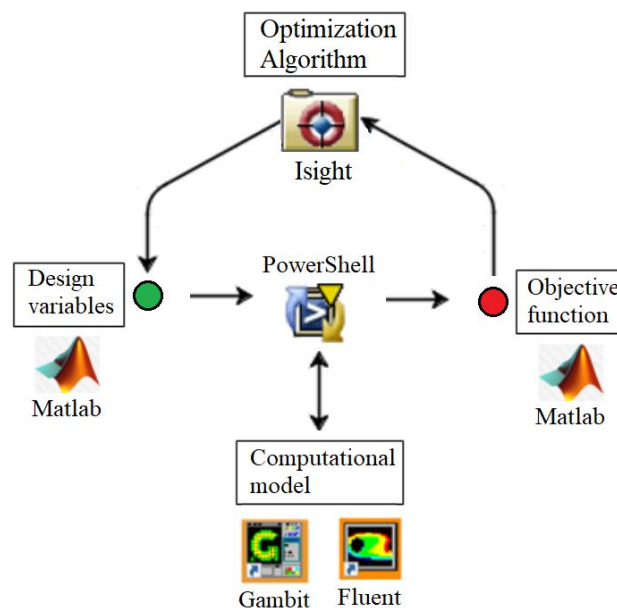 Optimization
Algorithm
Isight
PowerShell
Design
variables
Matlab
Objective
function
Matlab
Computational
model
G
Gambit
Fluent